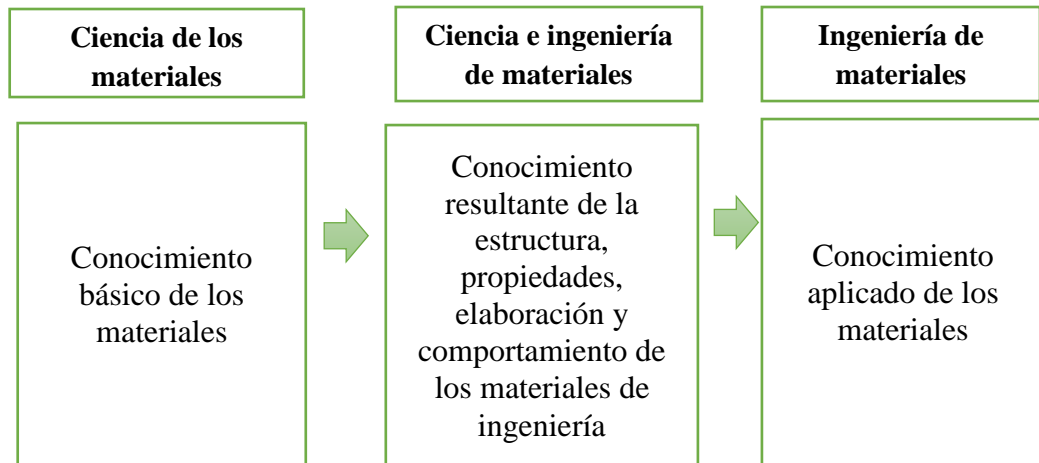 Ciencia de los
materiales
Ciencia e ingeniería
de materiales
Ingeniería de
materiales
Conocimiento
básico de los
materiales
Conocimiento
resultante de la
estructura,
propiedades,
elaboración y
comportamiento de
los materiales de
ingeniería
Conocimiento
aplicado de los
materiales